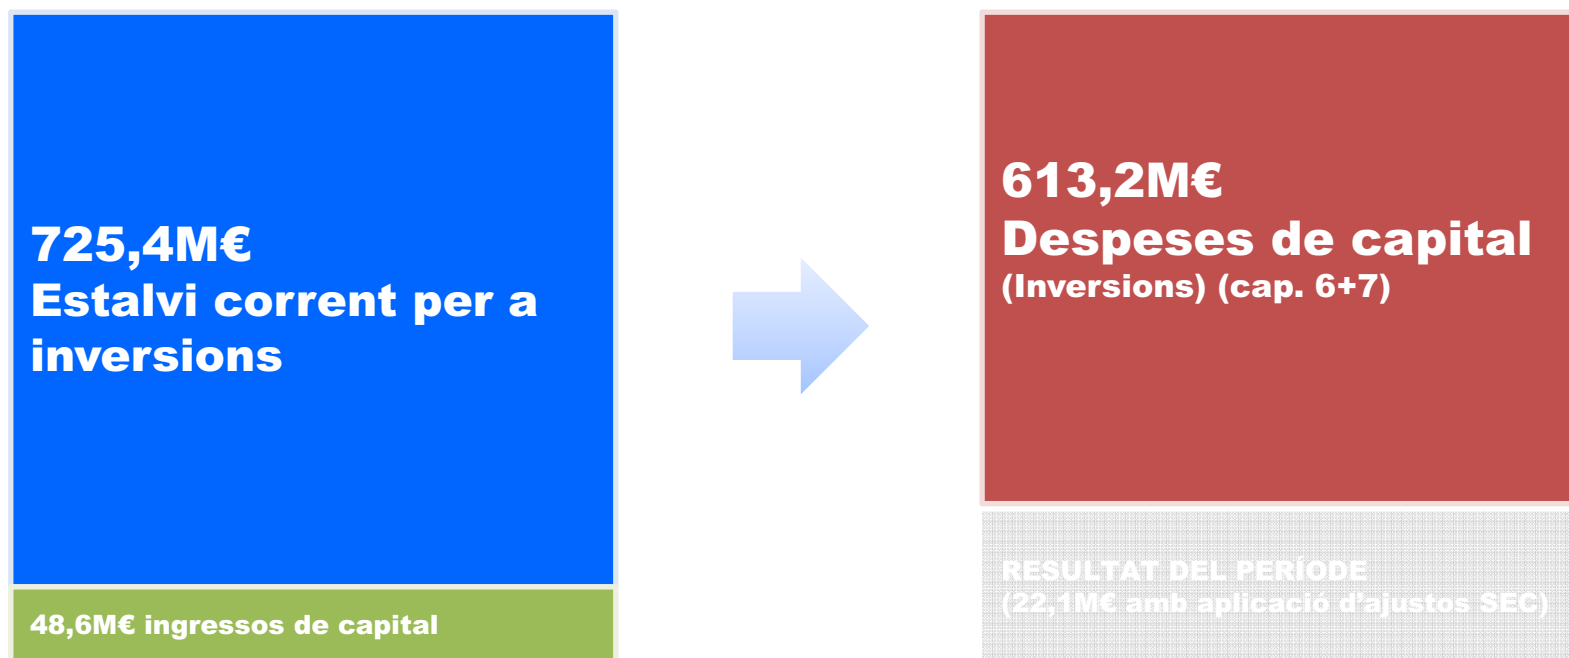 725,4M€
Estalvi corrent per a
inversions
48,6M€ ingressos de capital
613,2M€
Despeses de capital
(Inversions) (cap. 6+7)
RESULTAT DEL PERÍODE
(22,1M€ amb aplicació d’ajustos SEC)